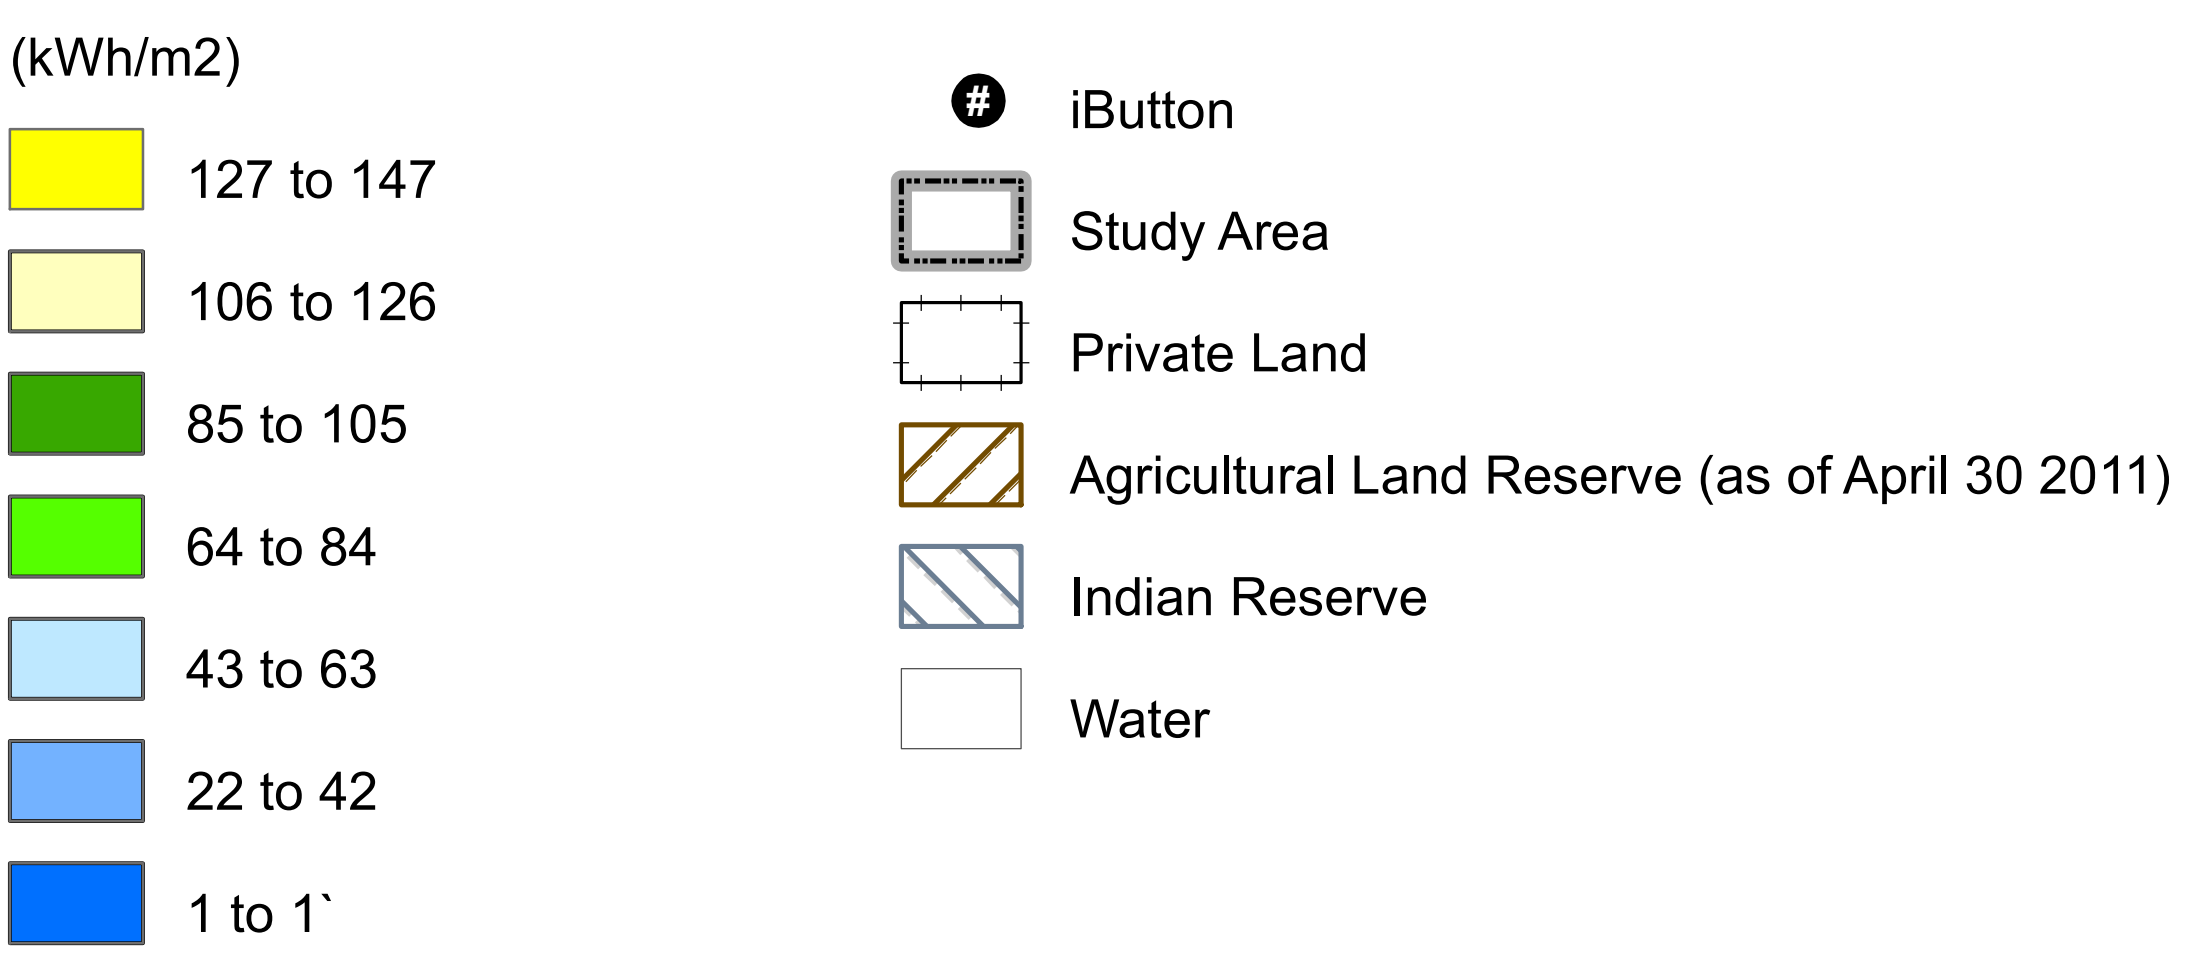 (kWh/m2)
127 to 147
106 to 126
85 to 105
64 to 84
43 to 63
22 to 42
1 to 1`
# iButton
Study Area
Private Land
Agricultural Land Reserve (as of April 30 2011)
Indian Reserve
Water